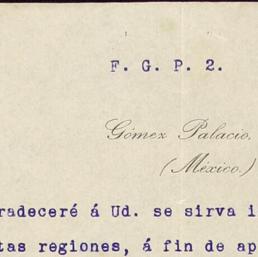 F. G. P. 2.
Gómez Palacio.
(México.)
radeceré á Ud. se sirva i
tas regiones, á fin de ap